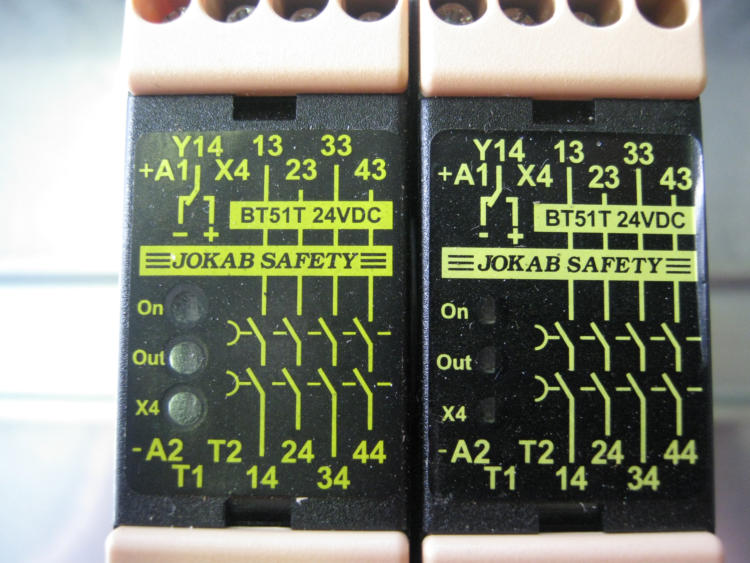 Y14 13 33
+A1 X4 23 43
- +
BT51T 24VDC
JOKAB SAFETY
On
Out
X4
-A2 T2 24 44
T1 14 34
Y14 13 33
+A1 X4 23 43
- +
BT51T 24VDC
JOKAB SAFETY
On
Out
X4
-A2 T2 24 44
T1 14 34